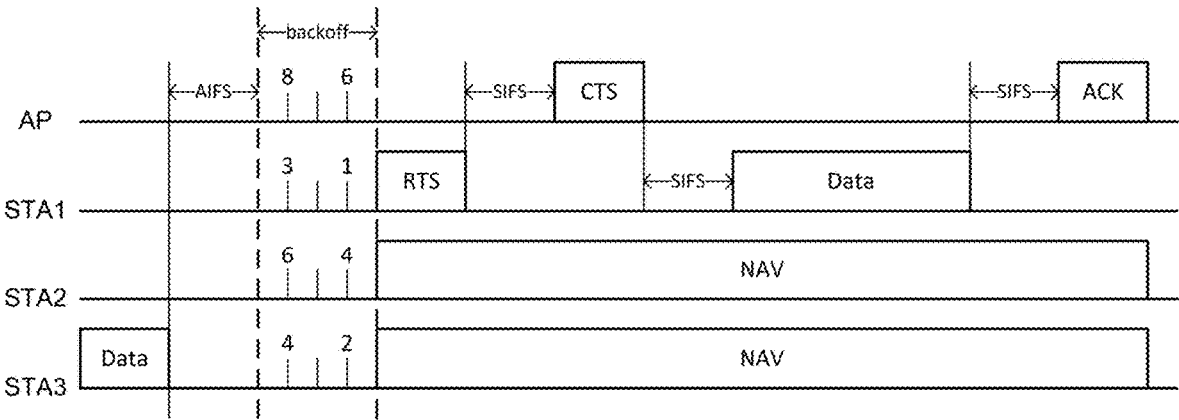 backoff
AIFS 8 6 SIFS CTS SIFS ACK
AP
3 1 RTS SIFS Data
STA1
6 4 NAV
STA2
Data 4 2 NAV
STA3